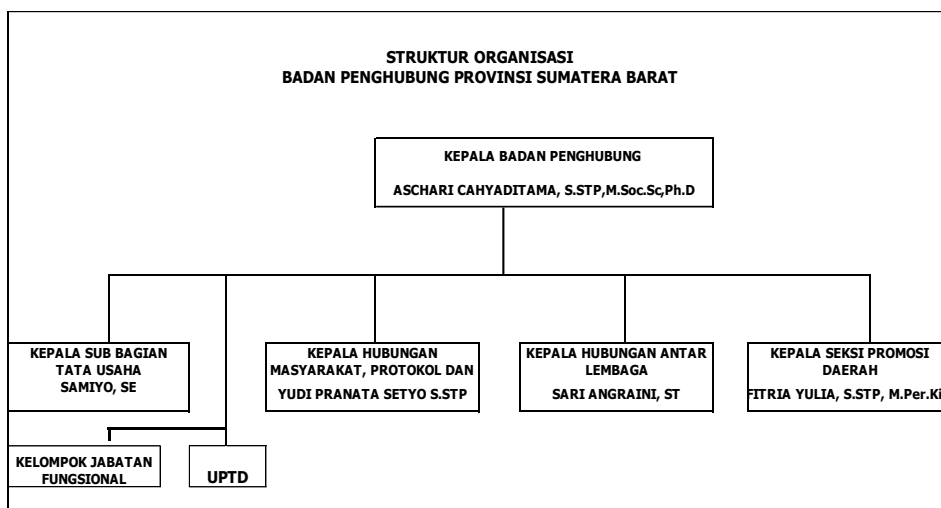 STRUKTUR ORGANISASI
BADAN PENGHUBUNG PROVINSI SUMATERA BARAT
KEPALA BADAN PENGHUBUNG
ASCHARI CAHYADITAMA, S.STP,M.Soc.Sc,Ph.D
KEPALA SUB BAGIAN
TATA USAHA
SAMIYO, SE
KEPALA HUBUNGAN
MASYARAKAT, PROTOKOL DAN
YUDI PRANATA SETYO S.STP
KEPALA HUBUNGAN ANTAR
LEMBAGA
SARI ANGRAINI, ST
KEPALA SEKSI PROMOSI
DAERAH
FITRIA YULIA, S.STP, M.Per.Ki
KELOMPOK JABATAN
FUNGSIONAL
UPTD